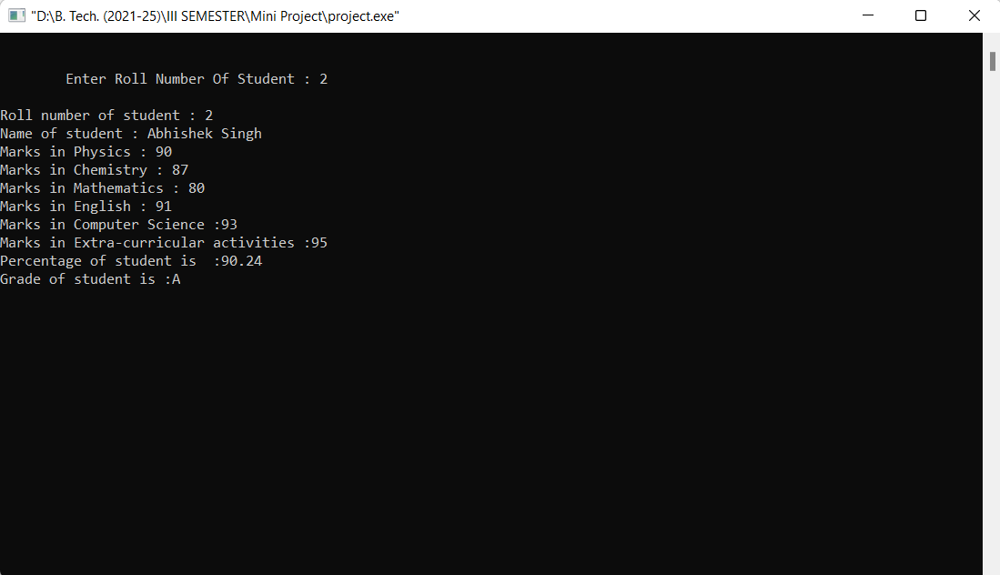 "D:\B. Tech. (2021-25)\III SEMESTER\Mini Project\project.exe"
Enter Roll Number Of Student : 2
Roll number of student : 2
Name of student : Abhishek Singh
Marks in Physics : 90
Marks in Chemistry : 87
Marks in Mathematics : 80
Marks in English : 91
Marks in Computer Science :93
Marks in Extra-curricular activities :95
Percentage of student is  :90.24
Grade of student is :A